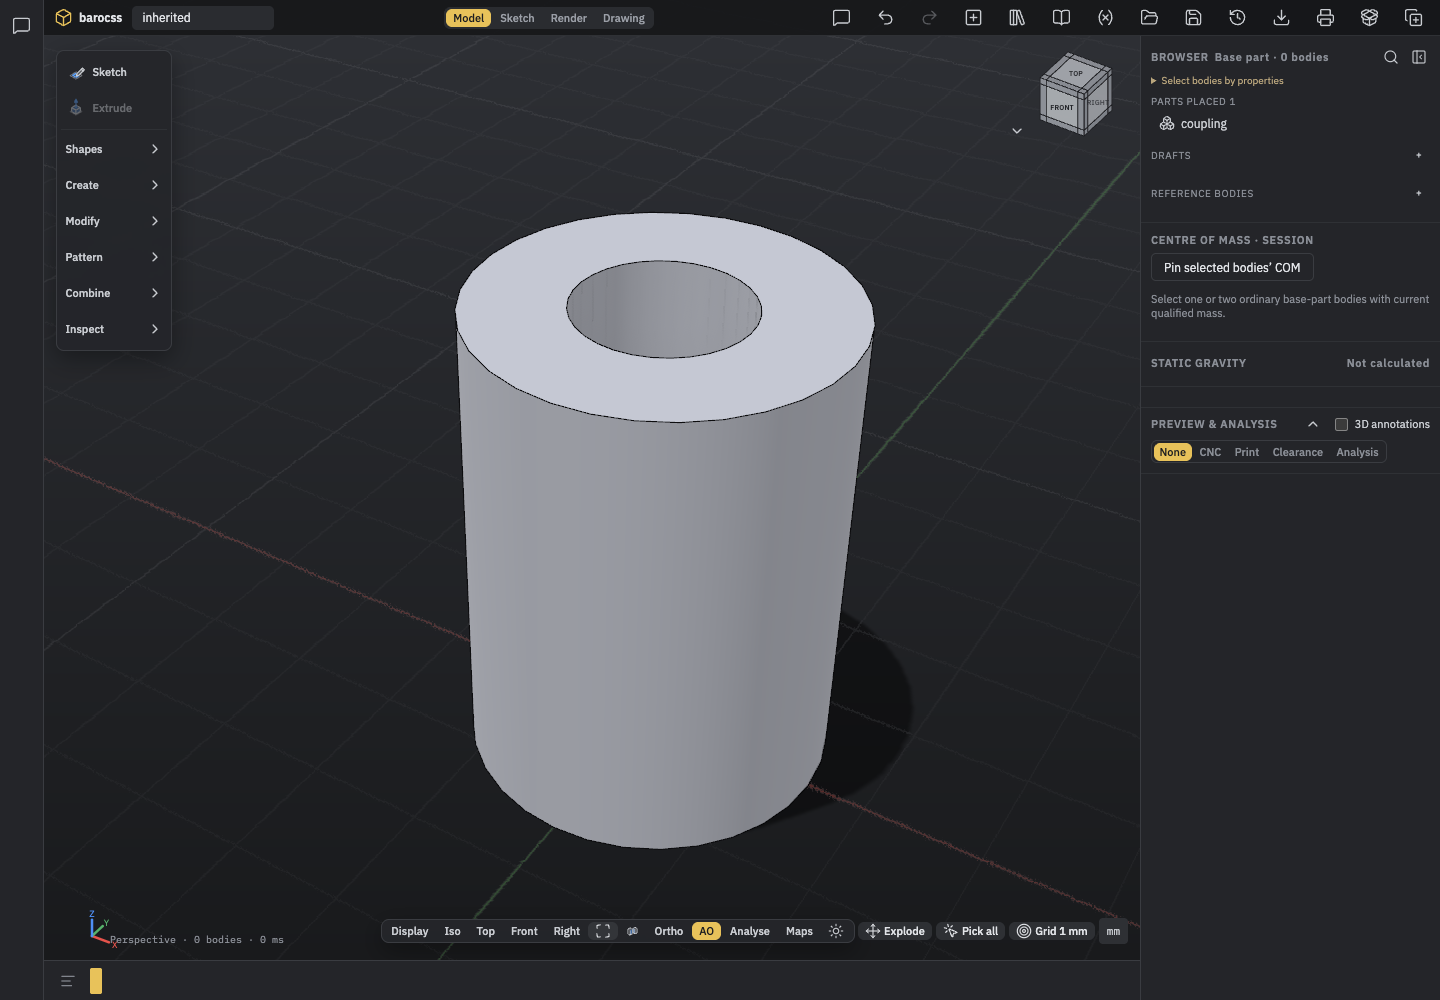 barocss
inherited
Model Sketch Render Drawing
Sketch
Extrude
Shapes
Create
Modify
Pattern
Combine
Inspect
TOP
FRONT
RIGHT
BROWSER Base part · 0 bodies
Select bodies by properties
PARTS PLACED 1
coupling
DRAFTS +
REFERENCE BODIES +
CENTRE OF MASS · SESSION
Pin selected bodies’ COM
Select one or two ordinary base-part bodies with current
qualified mass.
STATIC GRAVITY Not calculated
PREVIEW & ANALYSIS 3D annotations
None CNC Print Clearance Analysis
Z
Y
X
Perspective · 0 bodies · 0 ms
Display Iso Top Front Right Ortho AO Analyse Maps Explode Pick all Grid 1 mm mm